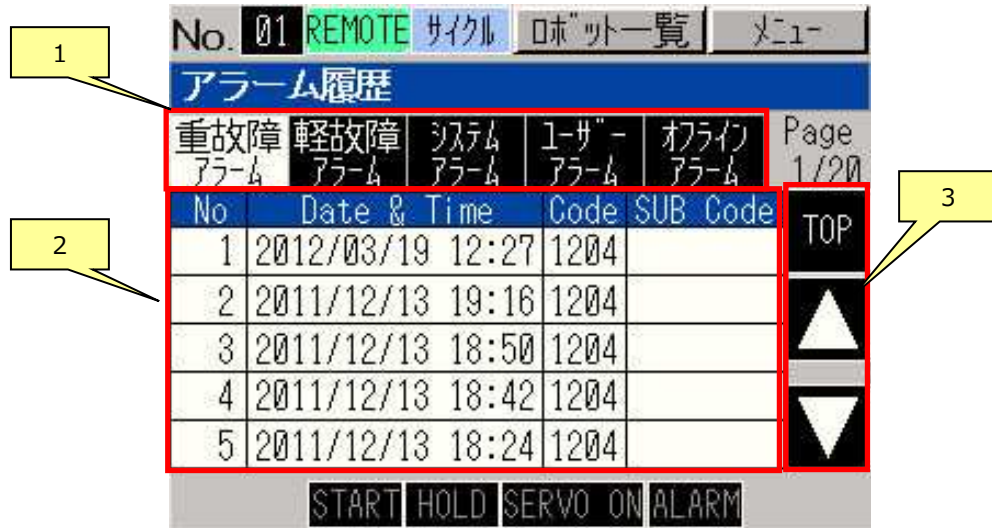 No. 01 REMOTE サイクル ロボット一覧 メニュー
アラーム履歴
重故障 軽故障 システム ユーザー オフライン Page
アラーム アラーム アラーム アラーム アラーム 1/20
No Date & Time Code SUB Code TOP
1 2012/03/19 12:27 1204
2 2011/12/13 19:16 1204
3 2011/12/13 18:50 1204
4 2011/12/13 18:42 1204
5 2011/12/13 18:24 1204
START HOLD SERVO ON ALARM
1
2
3